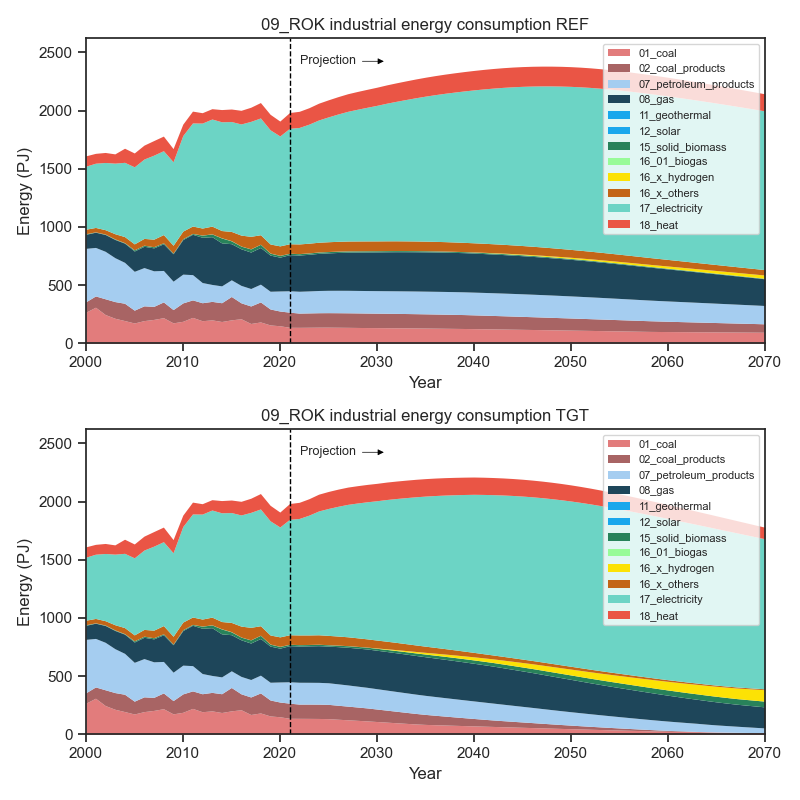 09_ROK industrial energy consumption REF
2500
2000
1500
1000
500
0
Energy (PJ)
Projection
01_coal
02_coal_products
07_petroleum_products
08_gas
11_geothermal
12_solar
15_solid_biomass
16_01_biogas
16_x_hydrogen
16_x_others
17_electricity
18_heat
2000 2010 2020 2030 2040 2050 2060 2070
Year
09_ROK industrial energy consumption TGT
2500
2000
1500
1000
500
0
Energy (PJ)
Projection
01_coal
02_coal_products
07_petroleum_products
08_gas
11_geothermal
12_solar
15_solid_biomass
16_01_biogas
16_x_hydrogen
16_x_others
17_electricity
18_heat
2000 2010 2020 2030 2040 2050 2060 2070
Year